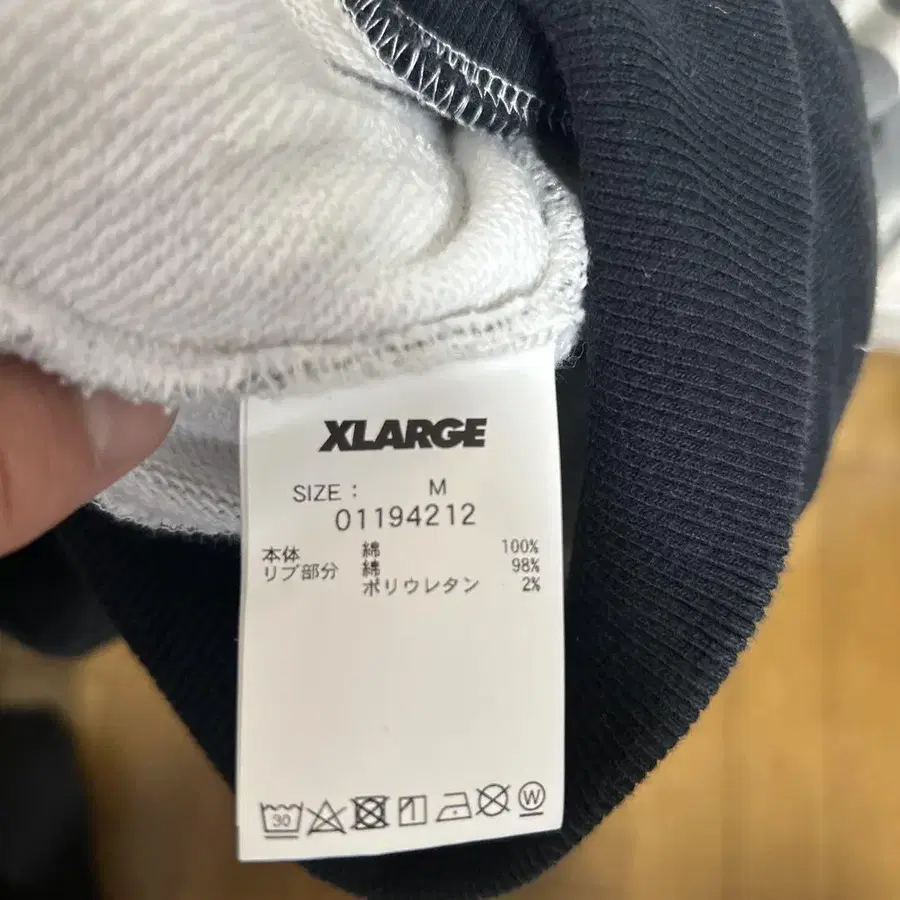 XLARGE
SIZE : M
01194212
本体 綿 100%
リブ部分 綿 98%
ポリウレタン 2%
30
W